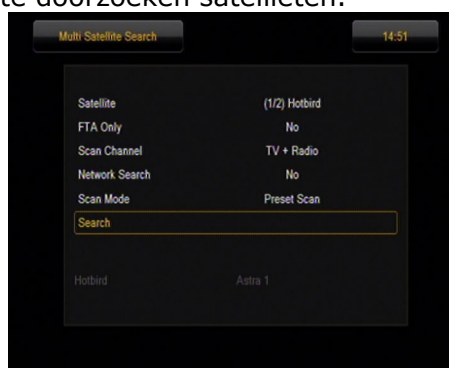 te doorzoeken satellieten.
Multi Satellite Search 14:51
Satellite (1/2) Hotbird
FTA Only No
Scan Channel TV + Radio
Network Search No
Scan Mode Preset Scan
Search
Hotbird Astra 1